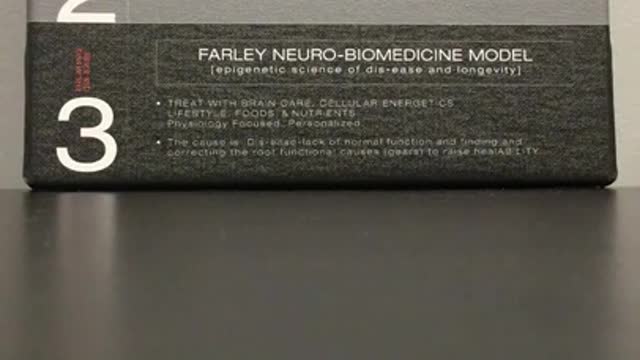 2
FARLEY NEURO-BIOMEDICINE MODEL
[epigenetic science of dis-ease and longevity]
3
• TREAT WITH BRAIN CARE, CELLULAR ENERGETICS
LIFESTYLE, FOODS, & NUTRIENTS
Physiology Focused. Personalized.
• The cause is: Dis-ease-lack of normal function and finding and
correcting the root functional causes (gears) to raise healABILITY